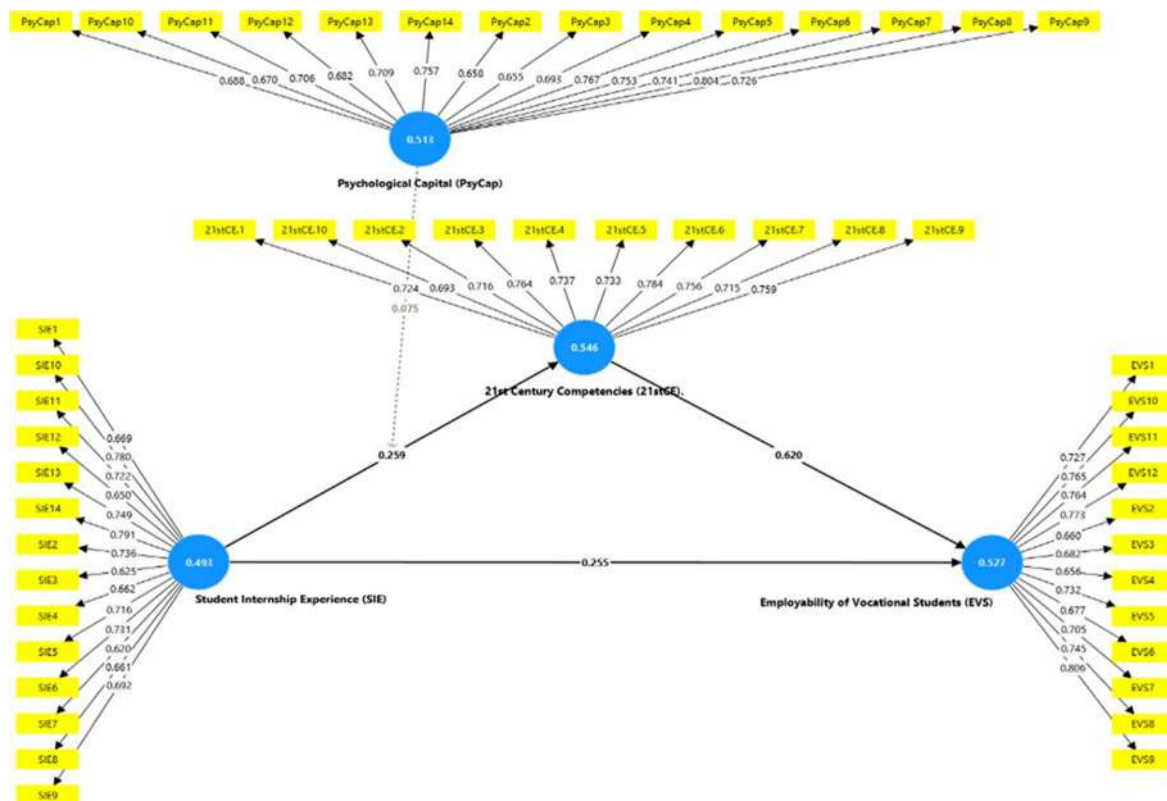 PsyCap1 PsyCap10 PsyCap11 PsyCap12 PsyCap13 PsyCap14 PsyCap2 PsyCap3 PsyCap4 PsyCap5 PsyCap6 PsyCap7 PsyCap8 PsyCap9
0.688 0.670 0.706 0.682 0.709 0.757 0.658 0.655 0.693 0.767 0.753 0.741 0.804 0.726
0.513
Psychological Capital (PsyCap)
21stCE.1 21stCE.10 21stCE.2 21stCE.3 21stCE.4 21stCE.5 21stCE.6 21stCE.7 21stCE.8 21stCE.9
0.724 0.693 0.716 0.764 0.737 0.733 0.784 0.756 0.715 0.759
0.075
0.546
21st Century Competencies (21stCE).
SIE1
SIE10
SIE11
SIE12
SIE13
SIE14
SIE2
SIE3
SIE4
SIE5
SIE6
SIE7
SIE8
SIE9
0.669
0.780
0.722
0.650
0.749
0.791
0.736
0.625
0.662
0.716
0.731
0.620
0.661
0.692
0.493
Student Internship Experience (SIE)
0.259
0.620
0.255
0.527
Employability of Vocational Students (EVS)
0.727
0.765
0.764
0.773
0.660
0.682
0.656
0.732
0.677
0.705
0.745
0.806
EVS1
EVS10
EVS11
EVS12
EVS2
EVS3
EVS4
EVS5
EVS6
EVS7
EVS8
EVS9